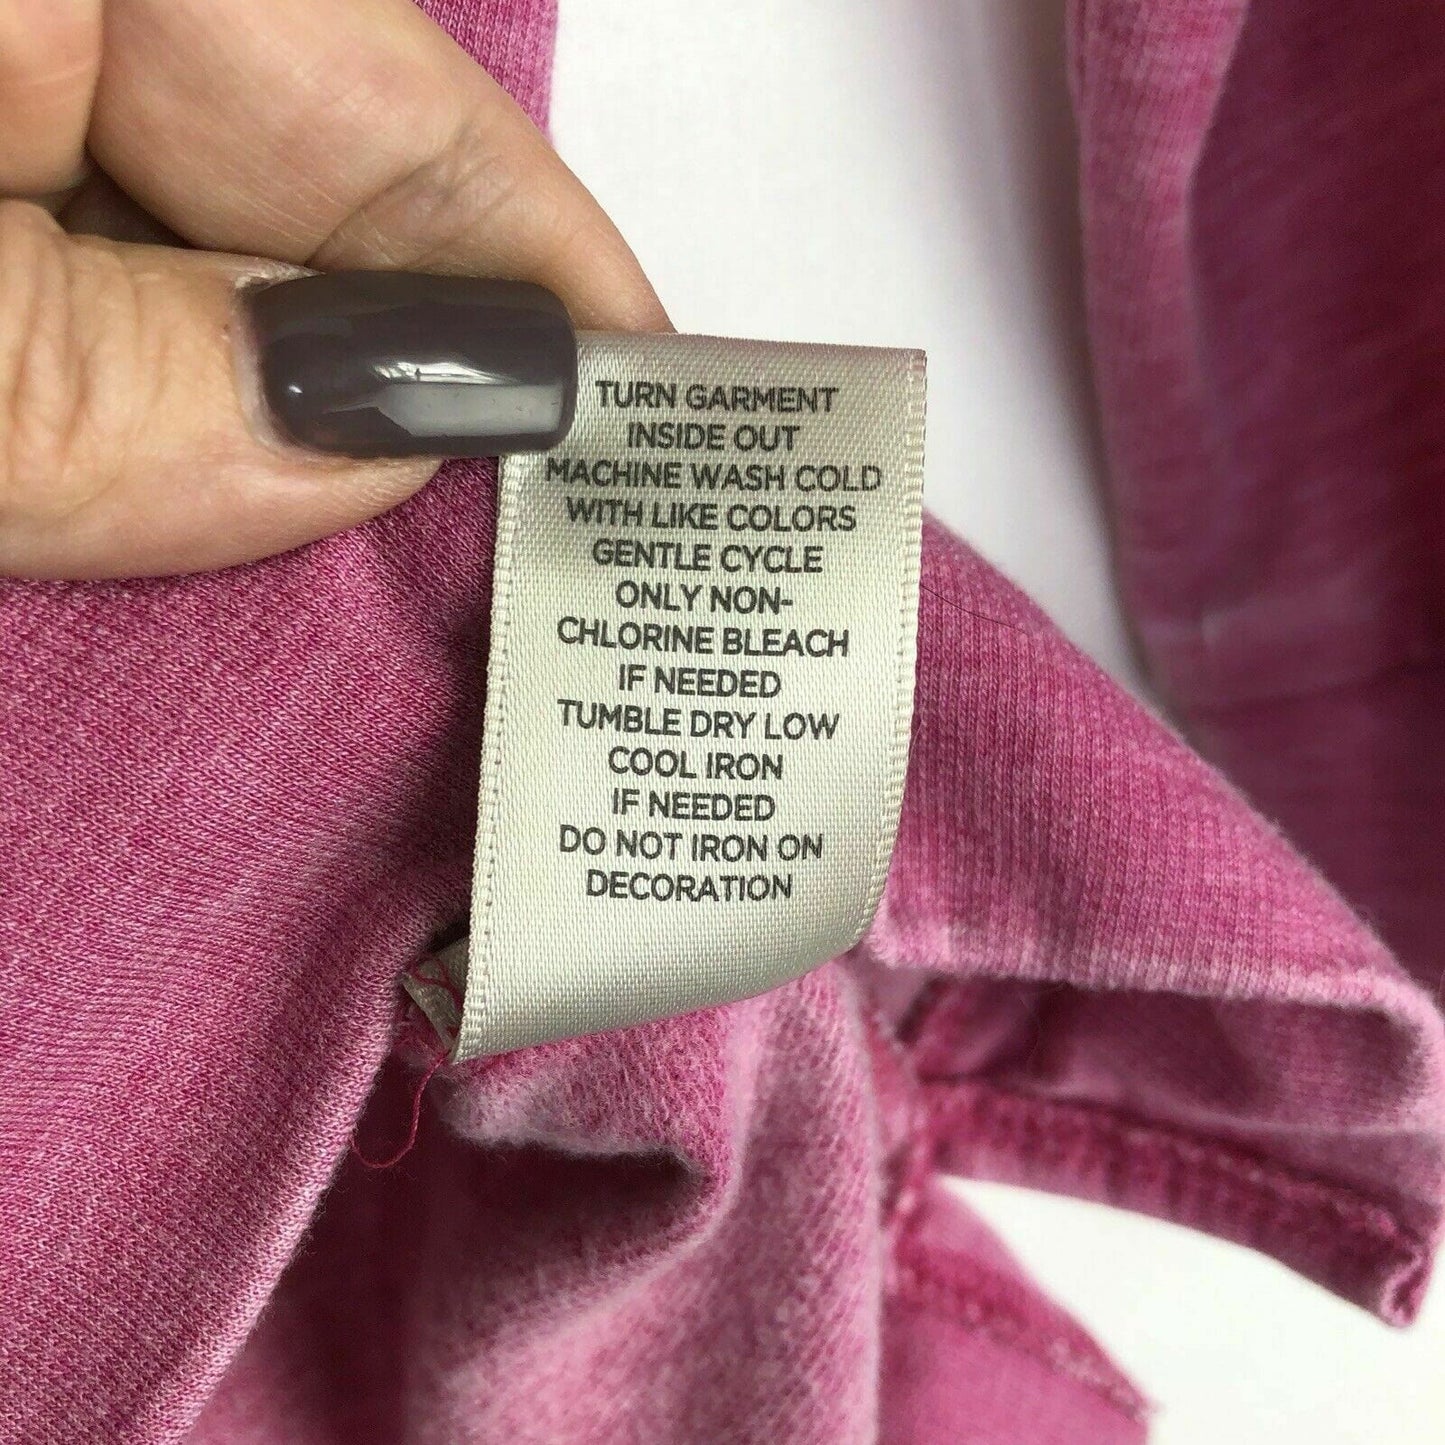 TURN GARMENT
INSIDE OUT
MACHINE WASH COLD
WITH LIKE COLORS
GENTLE CYCLE
ONLY NON-
CHLORINE BLEACH
IF NEEDED
TUMBLE DRY LOW
COOL IRON
IF NEEDED
DO NOT IRON ON
DECORATION